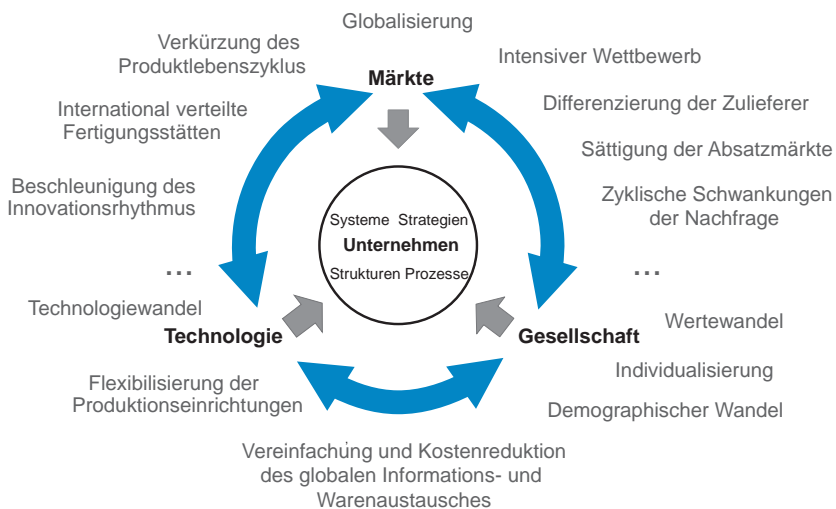 Globalisierung
Verkürzung des
Produktlebenszyklus
Märkte
Intensiver Wettbewerb
International verteilte
Fertigungsstätten
Differenzierung der Zulieferer
Sättigung der Absatzmärkte
Beschleunigung des
Innovationsrhythmus
Zyklische Schwankungen
der Nachfrage
Systeme Strategien
Unternehmen
Strukturen Prozesse
...
...
Technologiewandel
Technologie
Gesellschaft
Wertewandel
Individualisierung
Demographischer Wandel
Flexibilisierung der
Produktionseinrichtungen
Vereinfachung und Kostenreduktion
des globalen Informations- und
Warenaustausches